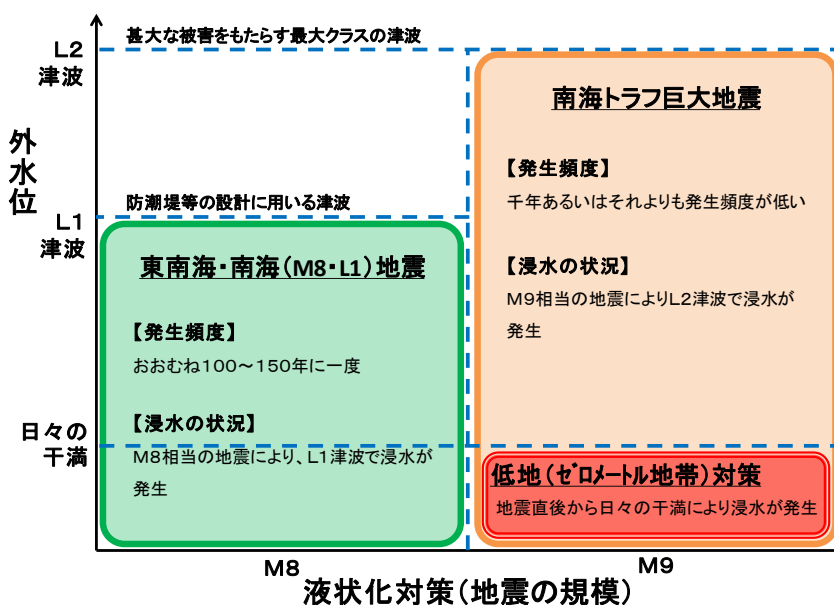 甚大な被害をもたらす最大クラスの津波
L2
津波
南海トラフ巨大地震
【発生頻度】
千年あるいはそれよりも発生頻度が低い
【浸水の状況】
M9相当の地震によりL2津波で浸水が
発生
外水位
防潮堤等の設計に用いる津波
L1
津波
東南海・南海(M8・L1)地震
【発生頻度】
おおむね100～150年に一度
【浸水の状況】
M8相当の地震により、L1津波で浸水が
発生
日々の
干満
低地(ｾﾞﾛメートル地帯)対策
地震直後から日々の干満により浸水が発生
M8
M9
液状化対策(地震の規模)